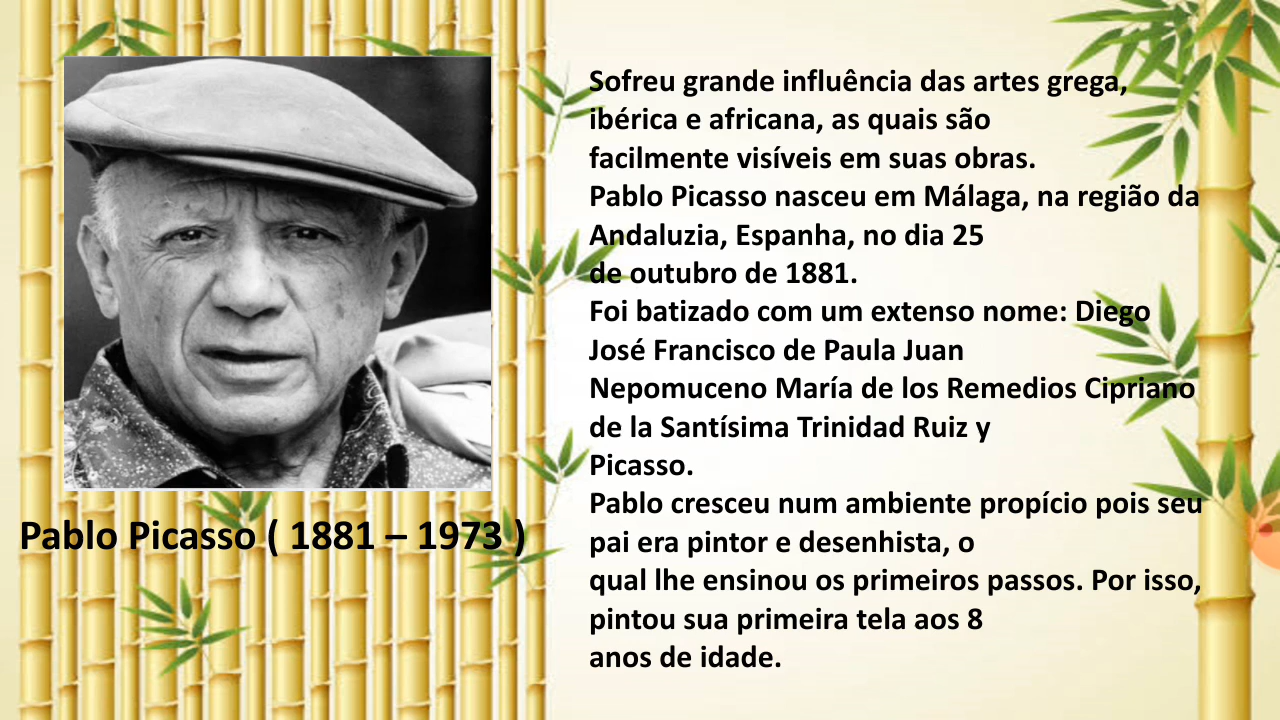 Pablo Picasso ( 1881 – 1973 )
Sofreu grande influência das artes grega,
ibérica e africana, as quais são
facilmente visíveis em suas obras.
Pablo Picasso nasceu em Málaga, na região da
Andaluzia, Espanha, no dia 25
de outubro de 1881.
Foi batizado com um extenso nome: Diego
José Francisco de Paula Juan
Nepomuceno María de los Remedios Cipriano
de la Santísima Trinidad Ruiz y
Picasso.
Pablo cresceu num ambiente propício pois seu
pai era pintor e desenhista, o
qual lhe ensinou os primeiros passos. Por isso,
pintou sua primeira tela aos 8
anos de idade.